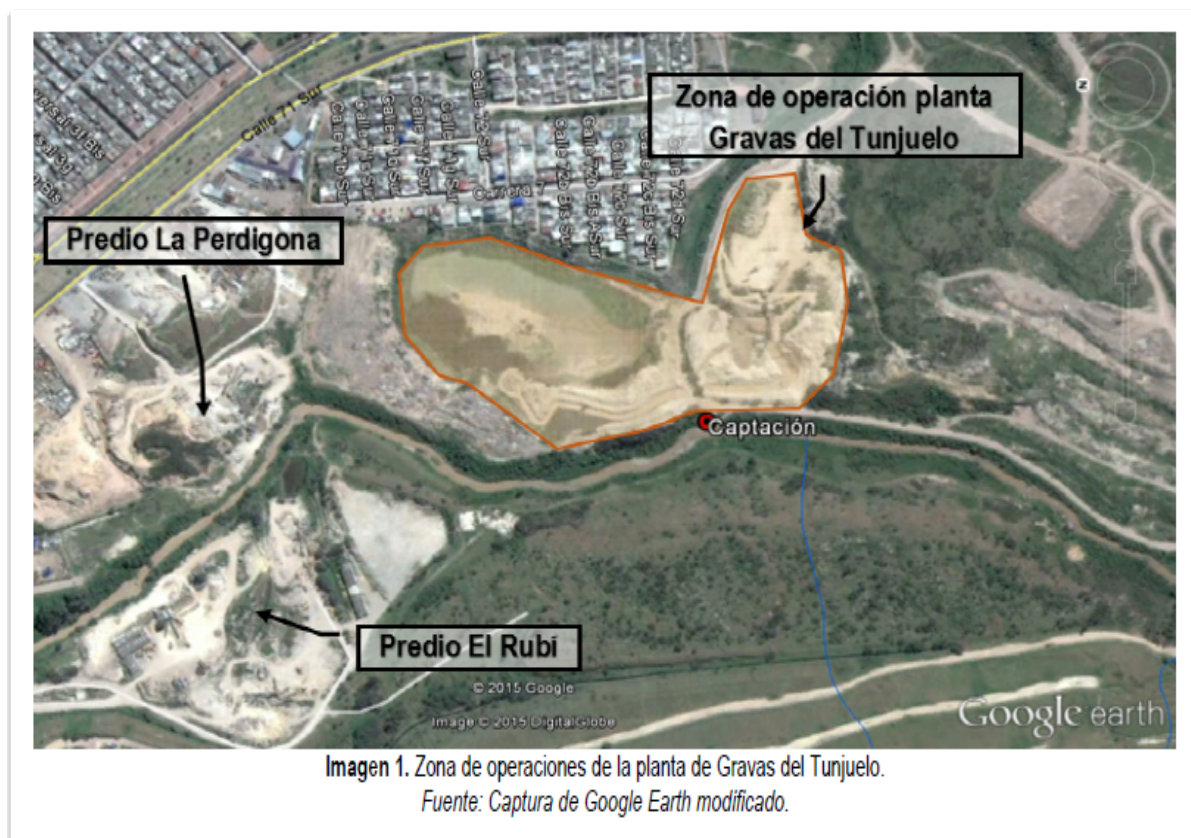 Zona de operación planta
Gravas del Tunjuelo
Calle 71 Sur
Predio La Perdigona
Captación
Predio El Rubí
© 2015 Google
Image © 2015 DigitalGlobe
Google earth
Imagen 1. Zona de operaciones de la planta de Gravas del Tunjuelo.
Fuente: Captura de Google Earth modificado.